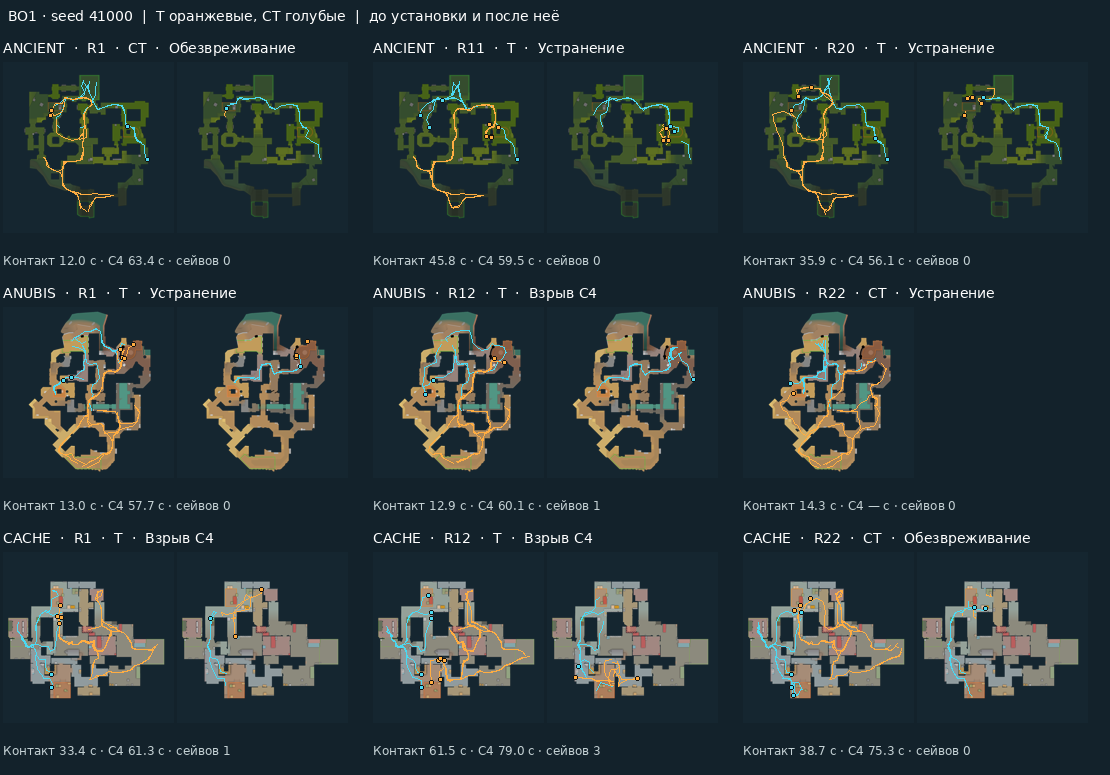 BO1 · seed 41000 | T оранжевые, CT голубые | до установки и после неё
ANCIENT · R1 · CT · Обезвреживание
ANCIENT · R11 · T · Устранение
ANCIENT · R20 · T · Устранение
Контакт 12.0 с · C4 63.4 с · сейвов 0
Контакт 45.8 с · C4 59.5 с · сейвов 0
Контакт 35.9 с · C4 56.1 с · сейвов 0
ANUBIS · R1 · T · Устранение
ANUBIS · R12 · T · Взрыв C4
ANUBIS · R22 · CT · Устранение
Контакт 13.0 с · C4 57.7 с · сейвов 0
Контакт 12.9 с · C4 60.1 с · сейвов 1
Контакт 14.3 с · C4 — с · сейвов 0
CACHE · R1 · T · Взрыв C4
CACHE · R12 · T · Взрыв C4
CACHE · R22 · CT · Обезвреживание
Контакт 33.4 с · C4 61.3 с · сейвов 1
Контакт 61.5 с · C4 79.0 с · сейвов 3
Контакт 38.7 с · C4 75.3 с · сейвов 0